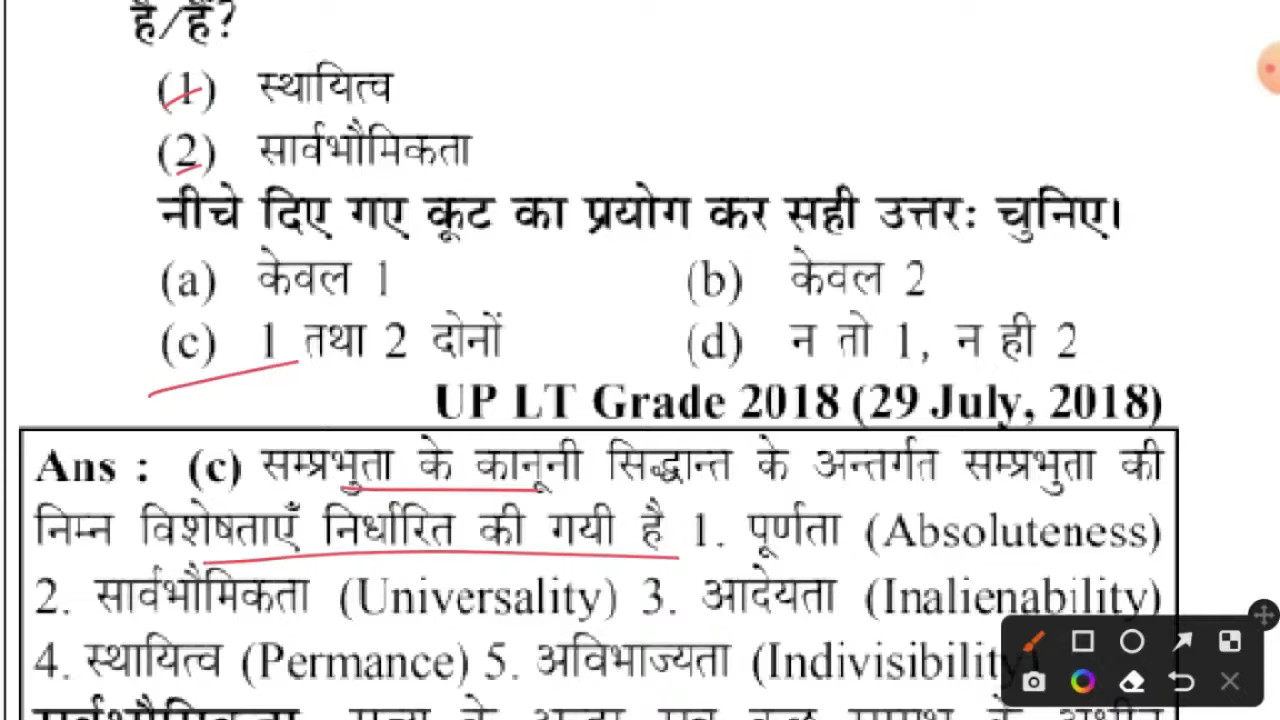 है/हैं?
(1) स्थायित्व
(2) सार्वभौमिकता
नीचे दिए गए कूट का प्रयोग कर सही उत्तरः चुनिए।
(a) केवल 1 (b) केवल 2
(c) 1 तथा 2 दोनों (d) न तो 1, न ही 2
UP LT Grade 2018 (29 July, 2018)
Ans : (c) सम्प्रभुता के कानूनी सिद्धान्त के अन्तर्गत सम्प्रभुता की
निम्न विशेषताएँ निर्धारित की गयी है 1. पूर्णता (Absoluteness)
2. सार्वभौमिकता (Universality) 3. आदेयता (Inalienability)
4. स्थायित्व (Permance) 5. अविभाज्यता (Indivisibility)